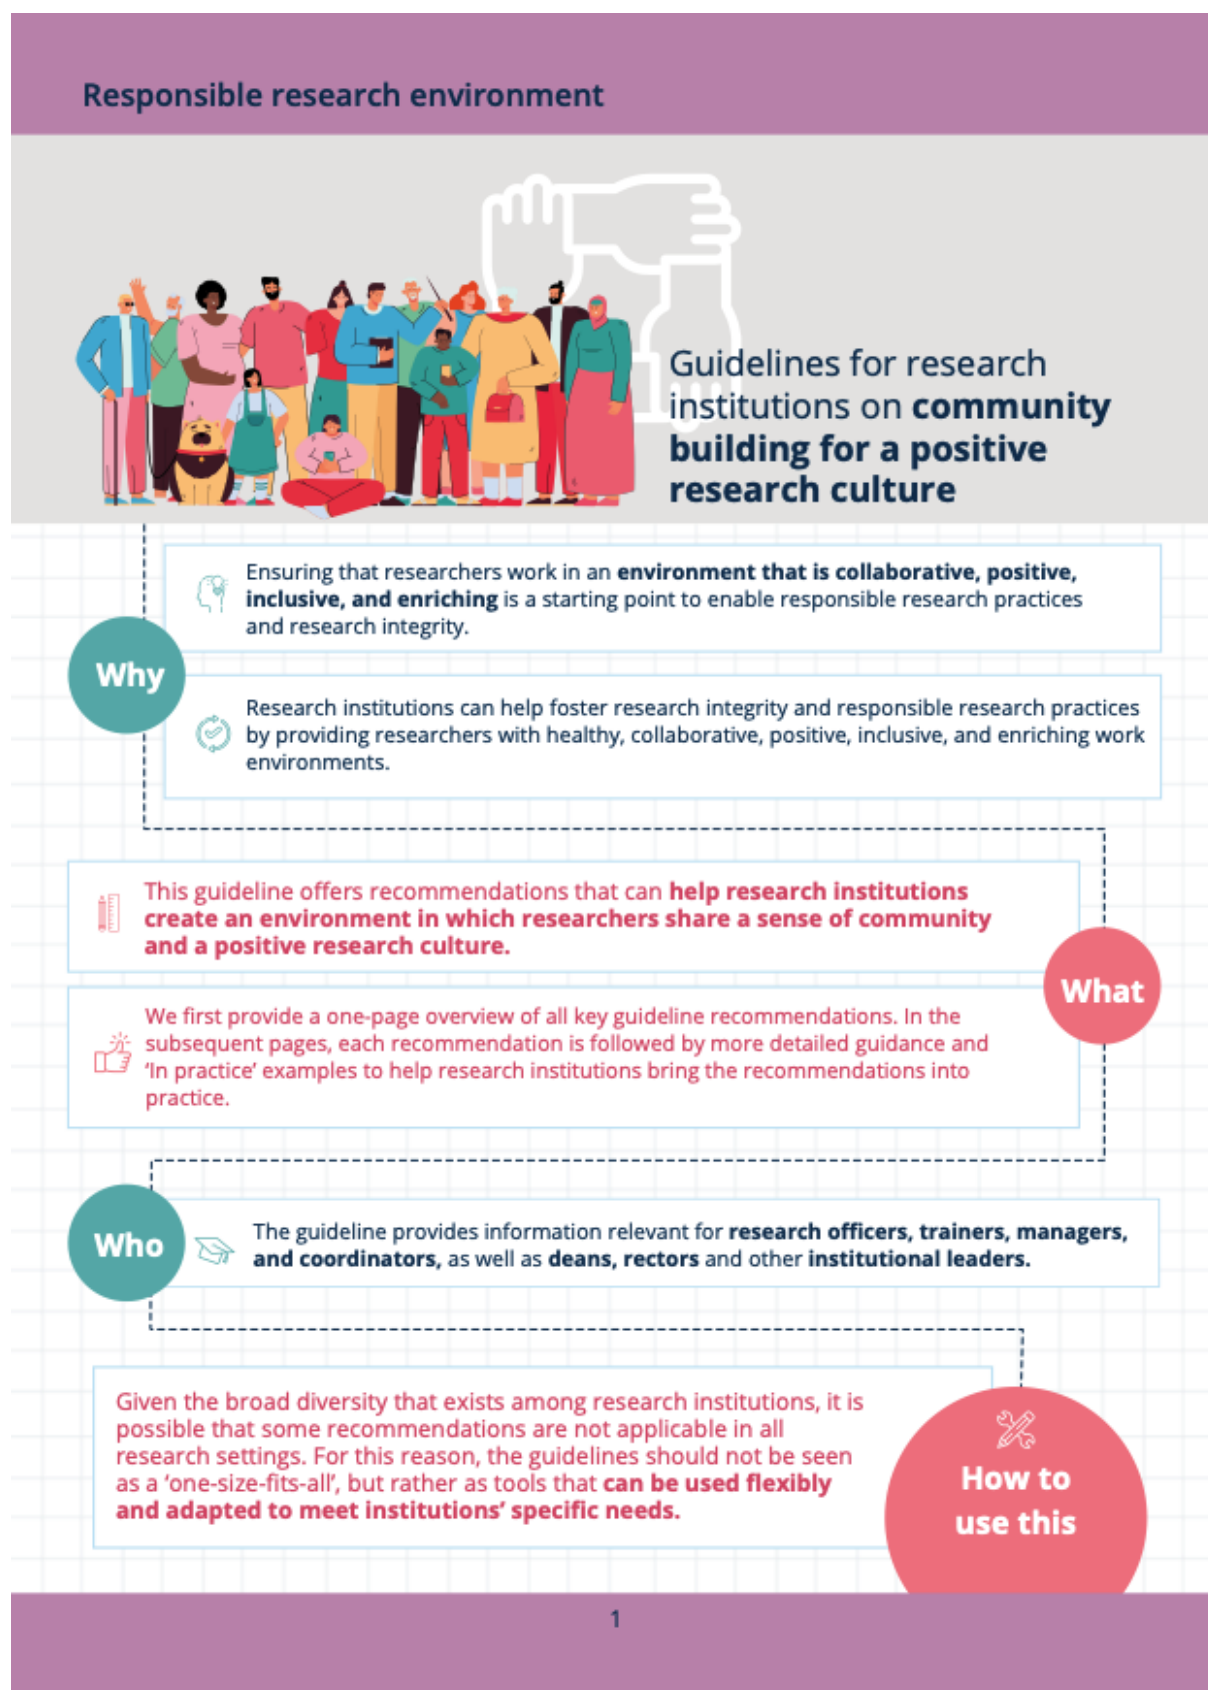 Responsible research environment
Guidelines for research
institutions on community
building for a positive
research culture
Ensuring that researchers work in an environment that is collaborative, positive,
inclusive, and enriching is a starting point to enable responsible research practices
and research integrity.
Why
Research institutions can help foster research integrity and responsible research practices
by providing researchers with healthy, collaborative, positive, inclusive, and enriching work
environments.
This guideline offers recommendations that can help research institutions
create an environment in which researchers share a sense of community
and a positive research culture.
What
We first provide a one-page overview of all key guideline recommendations. In the
subsequent pages, each recommendation is followed by more detailed guidance and
‘In practice’ examples to help research institutions bring the recommendations into
practice.
Who
The guideline provides information relevant for research officers, trainers, managers,
and coordinators, as well as deans, rectors and other institutional leaders.
Given the broad diversity that exists among research institutions, it is
possible that some recommendations are not applicable in all
research settings. For this reason, the guidelines should not be seen
as a ‘one-size-fits-all’, but rather as tools that can be used flexibly
and adapted to meet institutions’ specific needs.
How to
use this
1